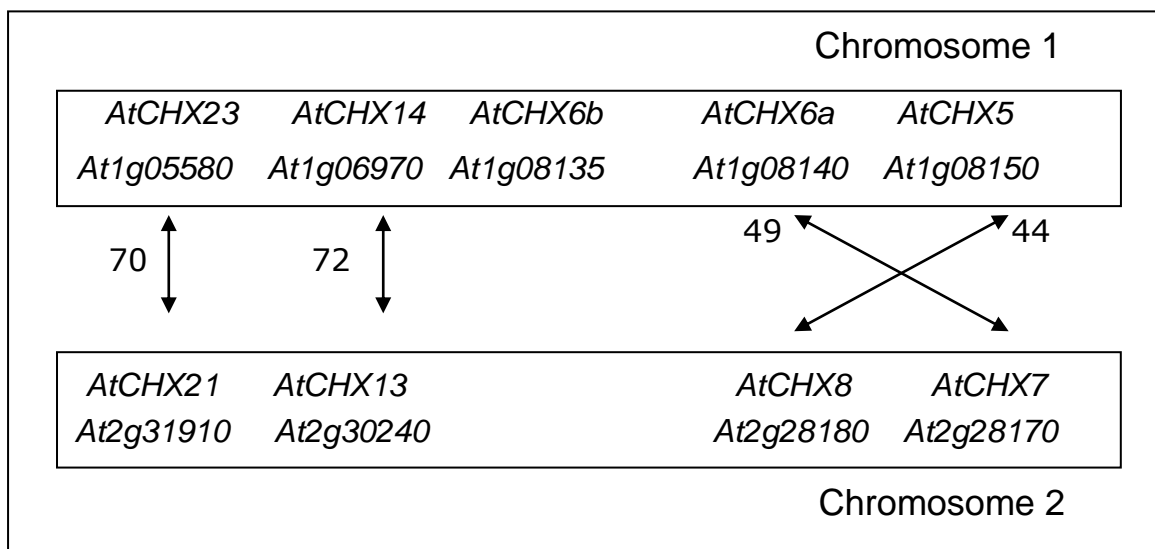 Chromosome 1
AtCHX23 AtCHX14 AtCHX6b AtCHX6a AtCHX5
At1g05580 At1g06970 At1g08135 At1g08140 At1g08150
70 72 49 44
AtCHX21 AtCHX13 AtCHX8 AtCHX7
At2g31910 At2g30240 At2g28180 At2g28170
Chromosome 2